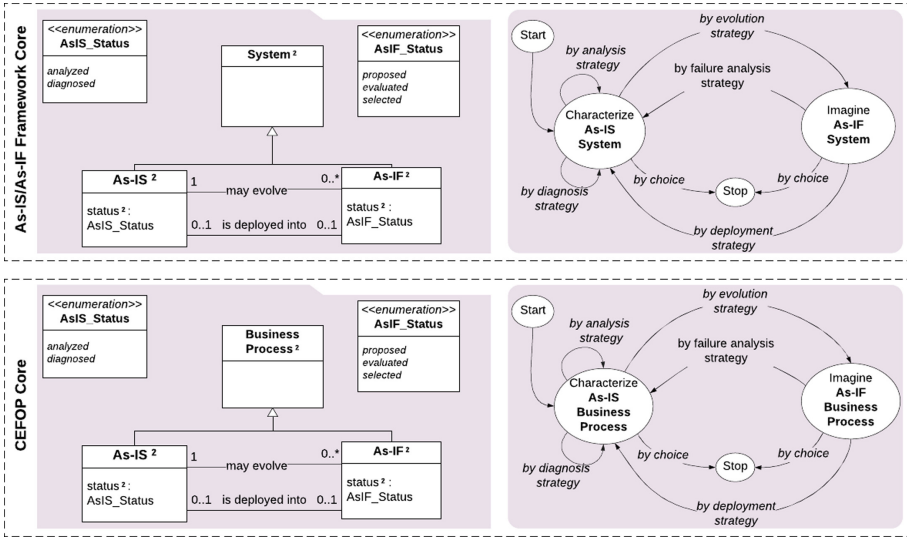 As-IS/As-IF Framework Core
<<enumeration>>
AsIS_Status
analyzed
diagnosed
System ²
<<enumeration>>
AsIF_Status
proposed
evaluated
selected
As-IS ²
status ² :
AsIS_Status
1
may evolve
0..*
0..1
is deployed into
0..1
As-IF ²
status ² :
AsIF_Status
Start
by evolution
strategy
by analysis
strategy
by failure analysis
strategy
Characterize
As-IS
System
Imagine
As-IF
System
by diagnosis
strategy
by choice
Stop
by choice
by deployment
strategy
CEFOP Core
<<enumeration>>
AsIS_Status
analyzed
diagnosed
Business
Process ²
<<enumeration>>
AsIF_Status
proposed
evaluated
selected
As-IS ²
status ² :
AsIS_Status
1
may evolve
0..*
0..1
is deployed into
0..1
As-IF ²
status ² :
AsIF_Status
Start
by evolution
strategy
by analysis
strategy
by failure analysis
strategy
Characterize
As-IS
Business
Process
Imagine
As-IF
Business
Process
by diagnosis
strategy
by choice
Stop
by choice
by deployment
strategy